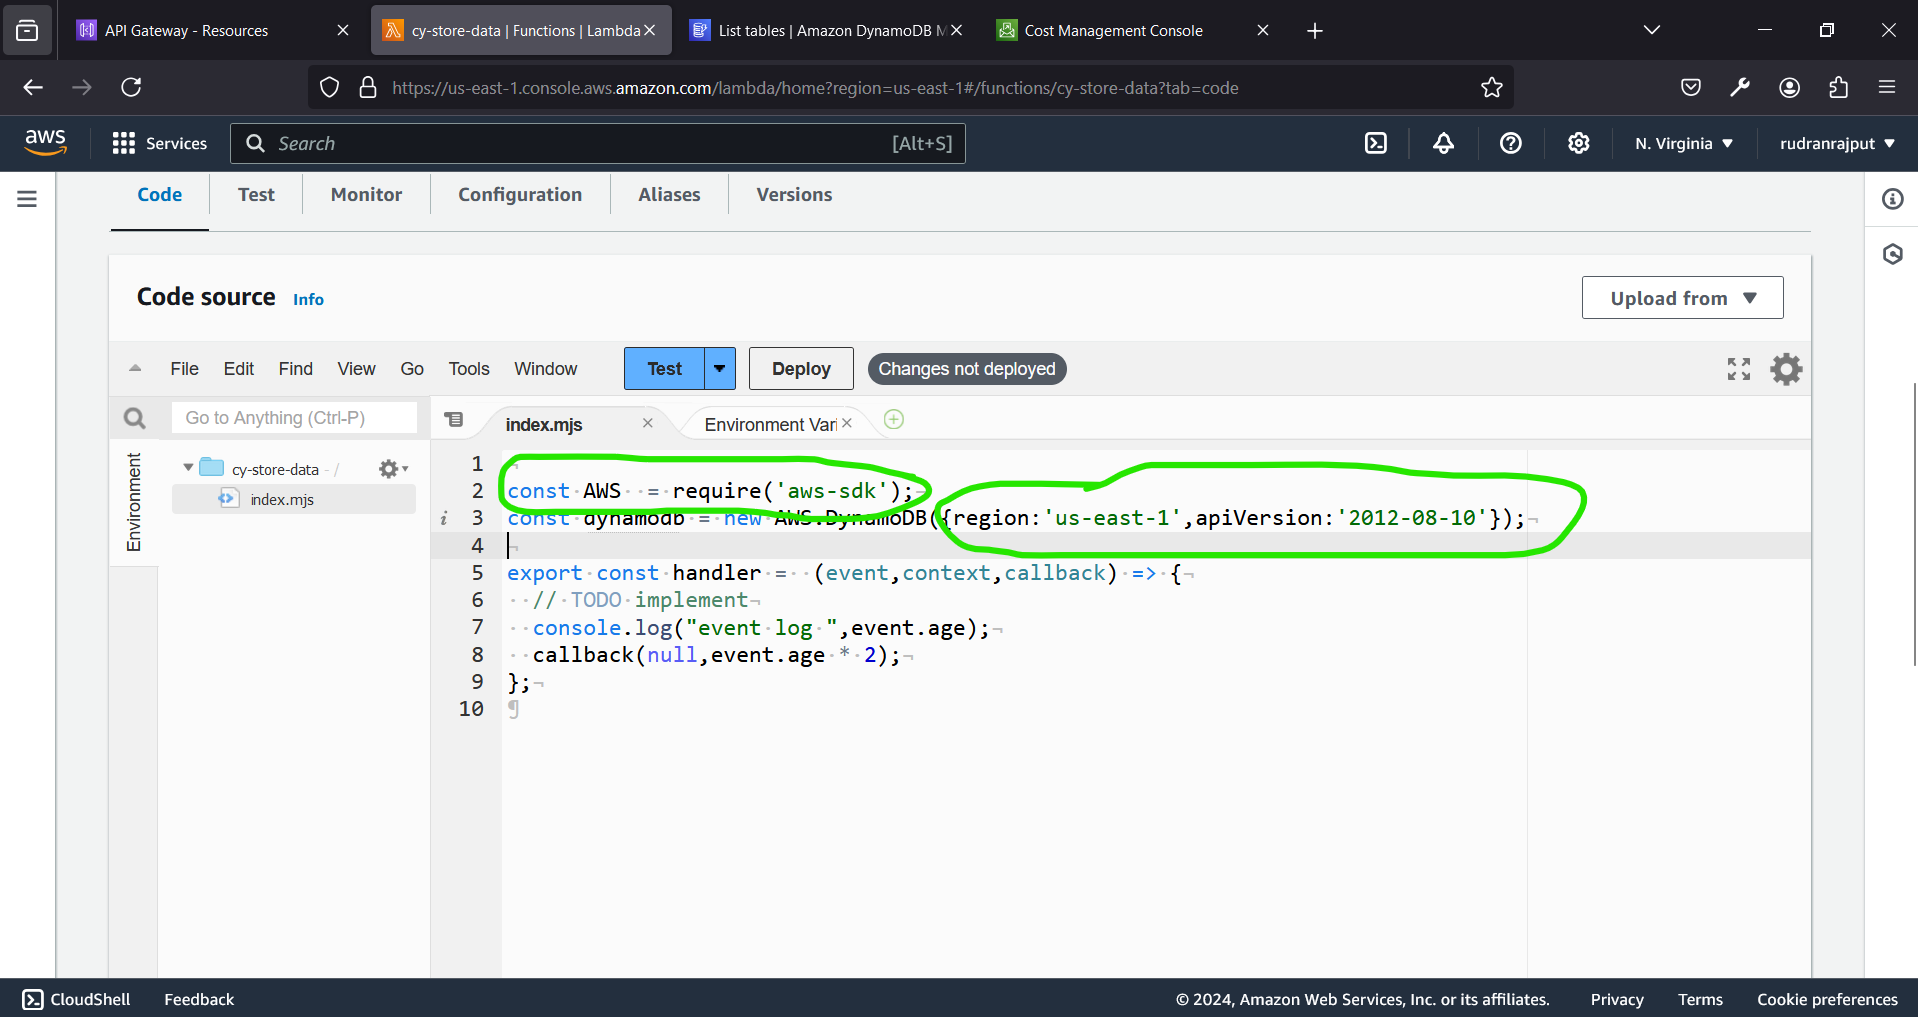 API Gateway - Resources
cy-store-data | Functions | Lambda
List tables | Amazon DynamoDB M
Cost Management Console
https://us-east-1.console.aws.amazon.com/lambda/home?region=us-east-1#/functions/cy-store-data?tab=code
aws Services Search [Alt+S] N. Virginia rudranrajput
Code Test Monitor Configuration Aliases Versions
Code source Info Upload from
File Edit Find View Go Tools Window Test Deploy Changes not deployed
Go to Anything (Ctrl-P) index.mjs Environment Vari
Environment
cy-store-data - /
index.mjs
1
2 const AWS  = require('aws-sdk');
3 const dynamodb = new AWS.DynamoDB({region:'us-east-1',apiVersion:'2012-08-10'});
4
5 export const handler =  (event,context,callback) => {
6   // TODO implement
7   console.log("event log ",event.age);
8   callback(null,event.age * 2);
9 };
10
CloudShell Feedback © 2024, Amazon Web Services, Inc. or its affiliates. Privacy Terms Cookie preferences